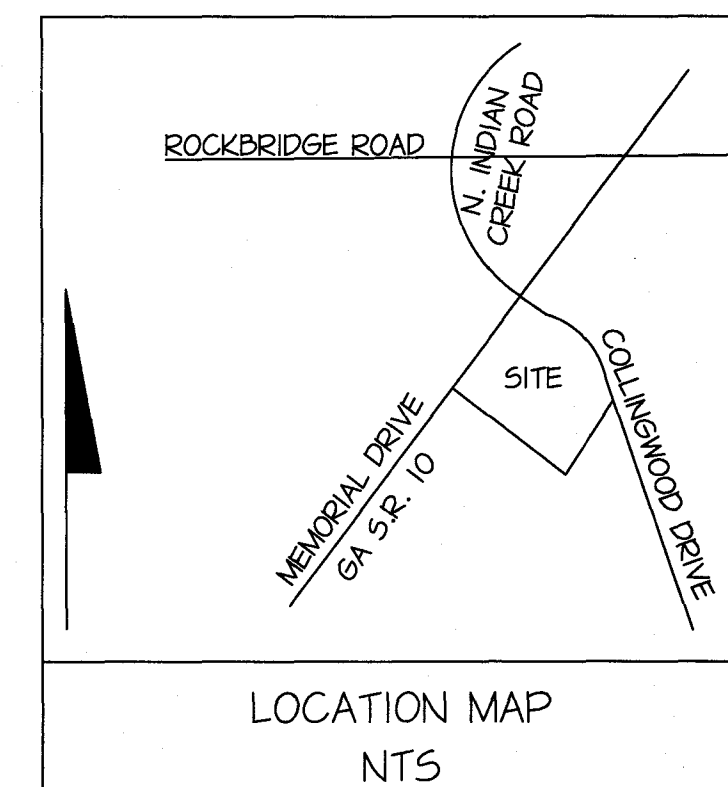 N. INDIAN
CREEK ROAD
ROCKBRIDGE ROAD
SITE
COLLINGWOOD DRIVE
MEMORIAL DRIVE
GA S.R. 10
LOCATION MAP
NTS